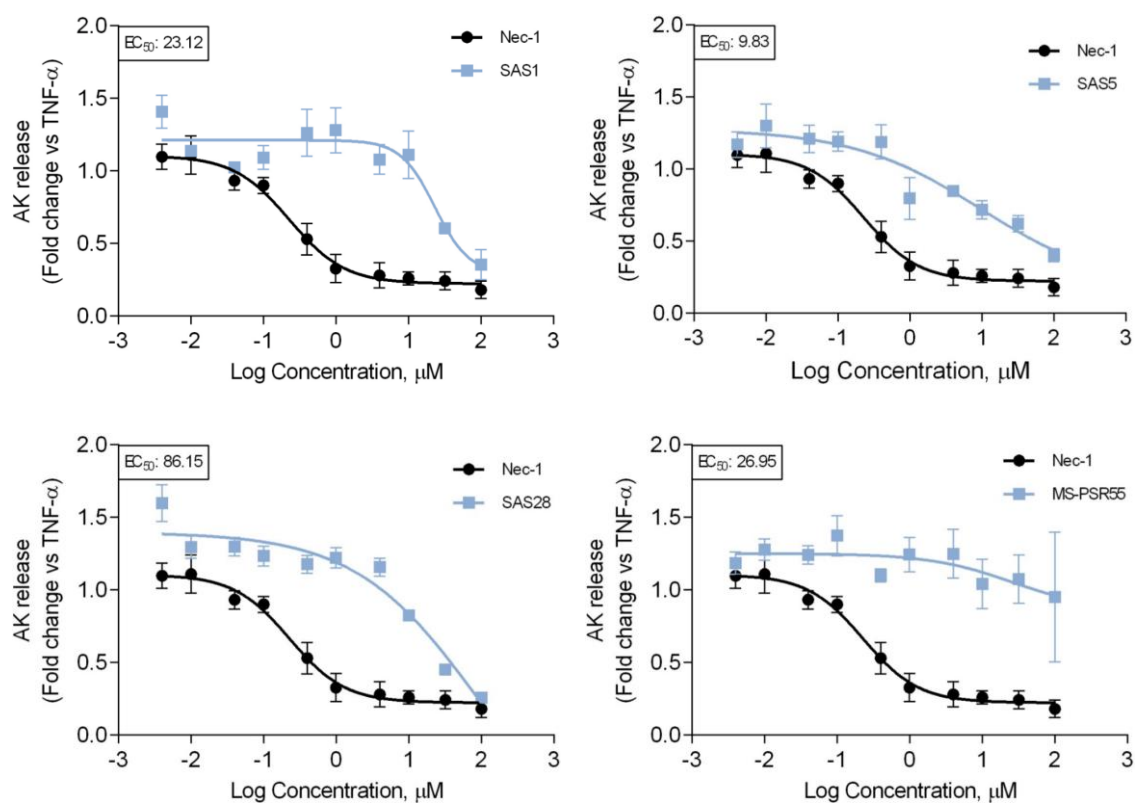 EC50: 23.12
Nec-1
SAS1
AK release
(Fold change vs TNF-α)
2.0
1.5
1.0
0.5
0.0
-3 -2 -1 0 1 2 3
Log Concentration, μM
EC50: 9.83
Nec-1
SAS5
AK release
(Fold change vs TNF-α)
2.0
1.5
1.0
0.5
0.0
-3 -2 -1 0 1 2 3
Log Concentration, μM
EC50: 86.15
Nec-1
SAS28
AK release
(Fold change vs TNF-α)
2.0
1.5
1.0
0.5
0.0
-3 -2 -1 0 1 2 3
Log Concentration, μM
EC50: 26.95
Nec-1
MS-PSR55
AK release
(Fold change vs TNF-α)
2.0
1.5
1.0
0.5
0.0
-3 -2 -1 0 1 2 3
Log Concentration, μM